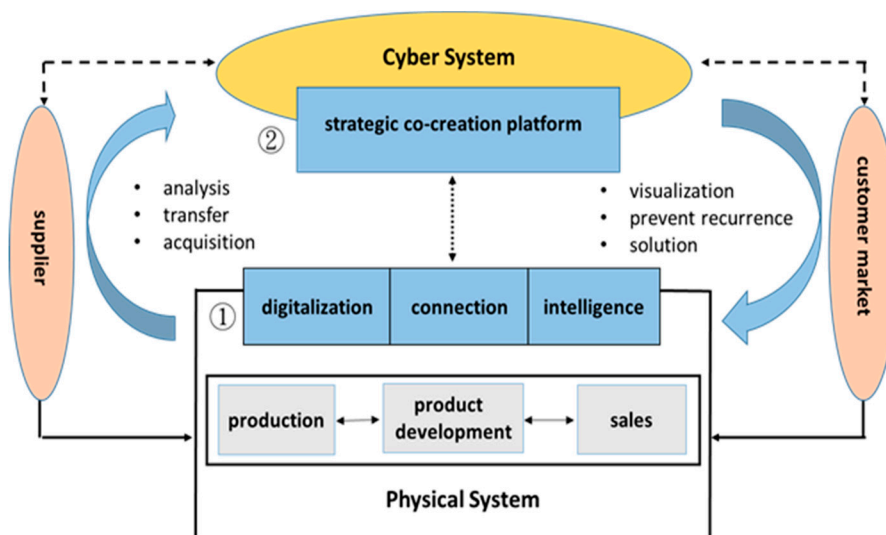 Cyber System
② strategic co-creation platform
supplier
• analysis
• transfer
• acquisition
• visualization
• prevent recurrence
• solution
customer market
① digitalization connection intelligence
production
product
development
sales
Physical System